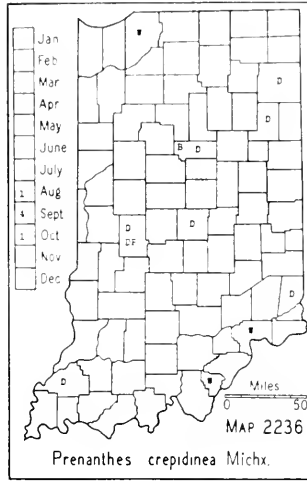 Jan
Feb
Mar
Apr
May
June
July
1 Aug
4 Sept
1 Oct
Nov
Dec
W
D
D
B D
D
DF
D
D
W
D
W
Miles
0 50
MAP 2236
Prenanthes crepidinea Michx.